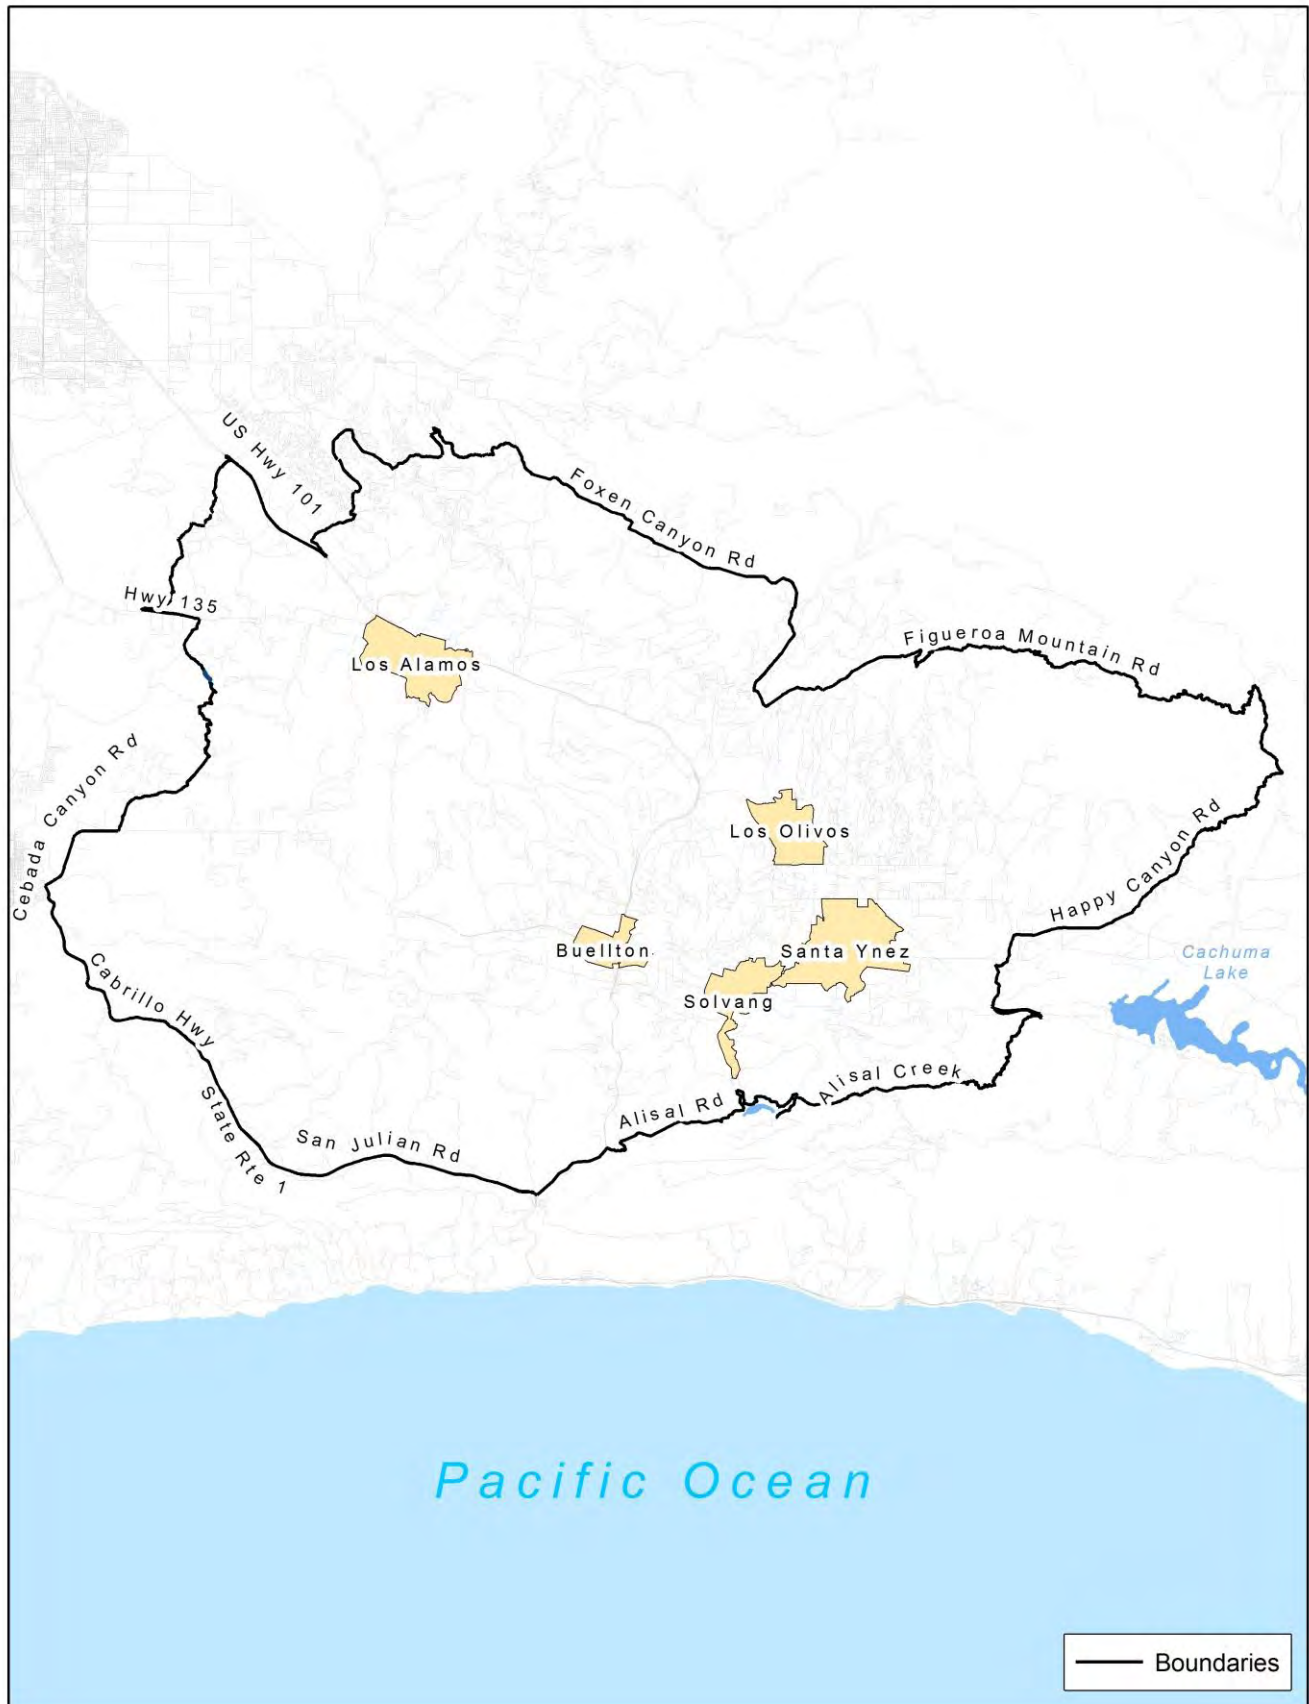 US Hwy 101
Foxen Canyon Rd
Hwy 135
Figueroa Mountain Rd
Los Alamos
Cebada Canyon Rd
Los Olivos
Happy Canyon Rd
Buellton
Santa Ynez
Cachuma
Lake
Solvang
Cabrillo Hwy
Alisal Creek
Alisal Rd
State Rte 1
San Julian Rd
Pacific Ocean
Boundaries